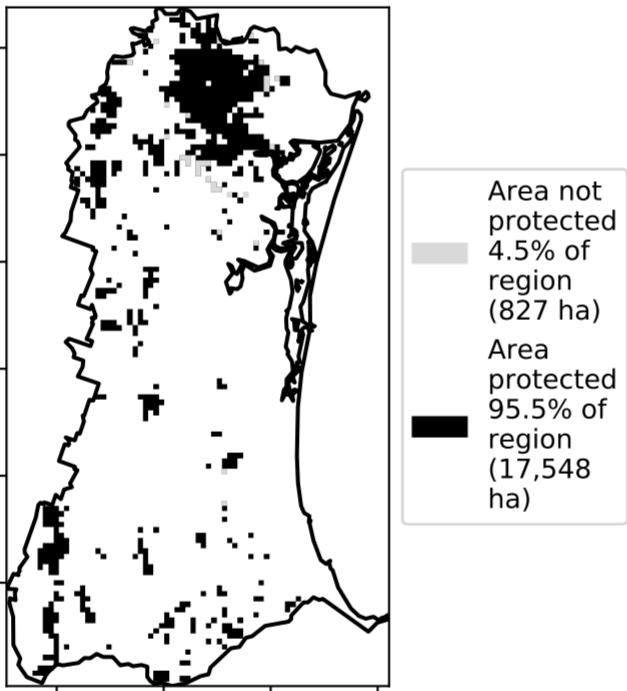 Area not
protected
4.5% of
region
(827 ha)
Area
protected
95.5% of
region
(17,548
ha)